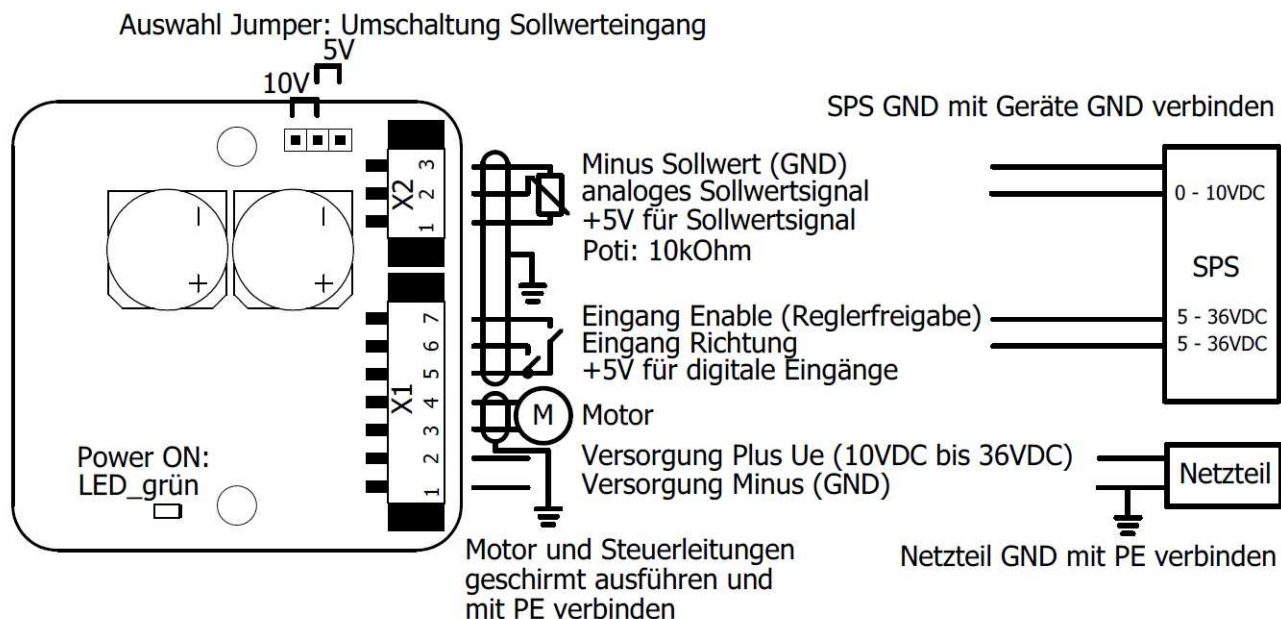 Auswahl Jumper: Umschaltung Sollwerteingang
5V
10V
SPS GND mit Geräte GND verbinden
X2
3
2
1
Minus Sollwert (GND)
analoges Sollwertsignal
+5V für Sollwertsignal
Poti: 10kOhm
0 - 10VDC
SPS
5 - 36VDC
5 - 36VDC
- 
-
+
+
X1
7
6
5
4
3
2
1
Eingang Enable (Reglerfreigabe)
Eingang Richtung
+5V für digitale Eingänge
M
Motor
Versorgung Plus Ue (10VDC bis 36VDC)
Versorgung Minus (GND)
Netzteil
Power ON:
LED_grün
Motor und Steuerleitungen
geschirmt ausführen und
mit PE verbinden
Netzteil GND mit PE verbinden